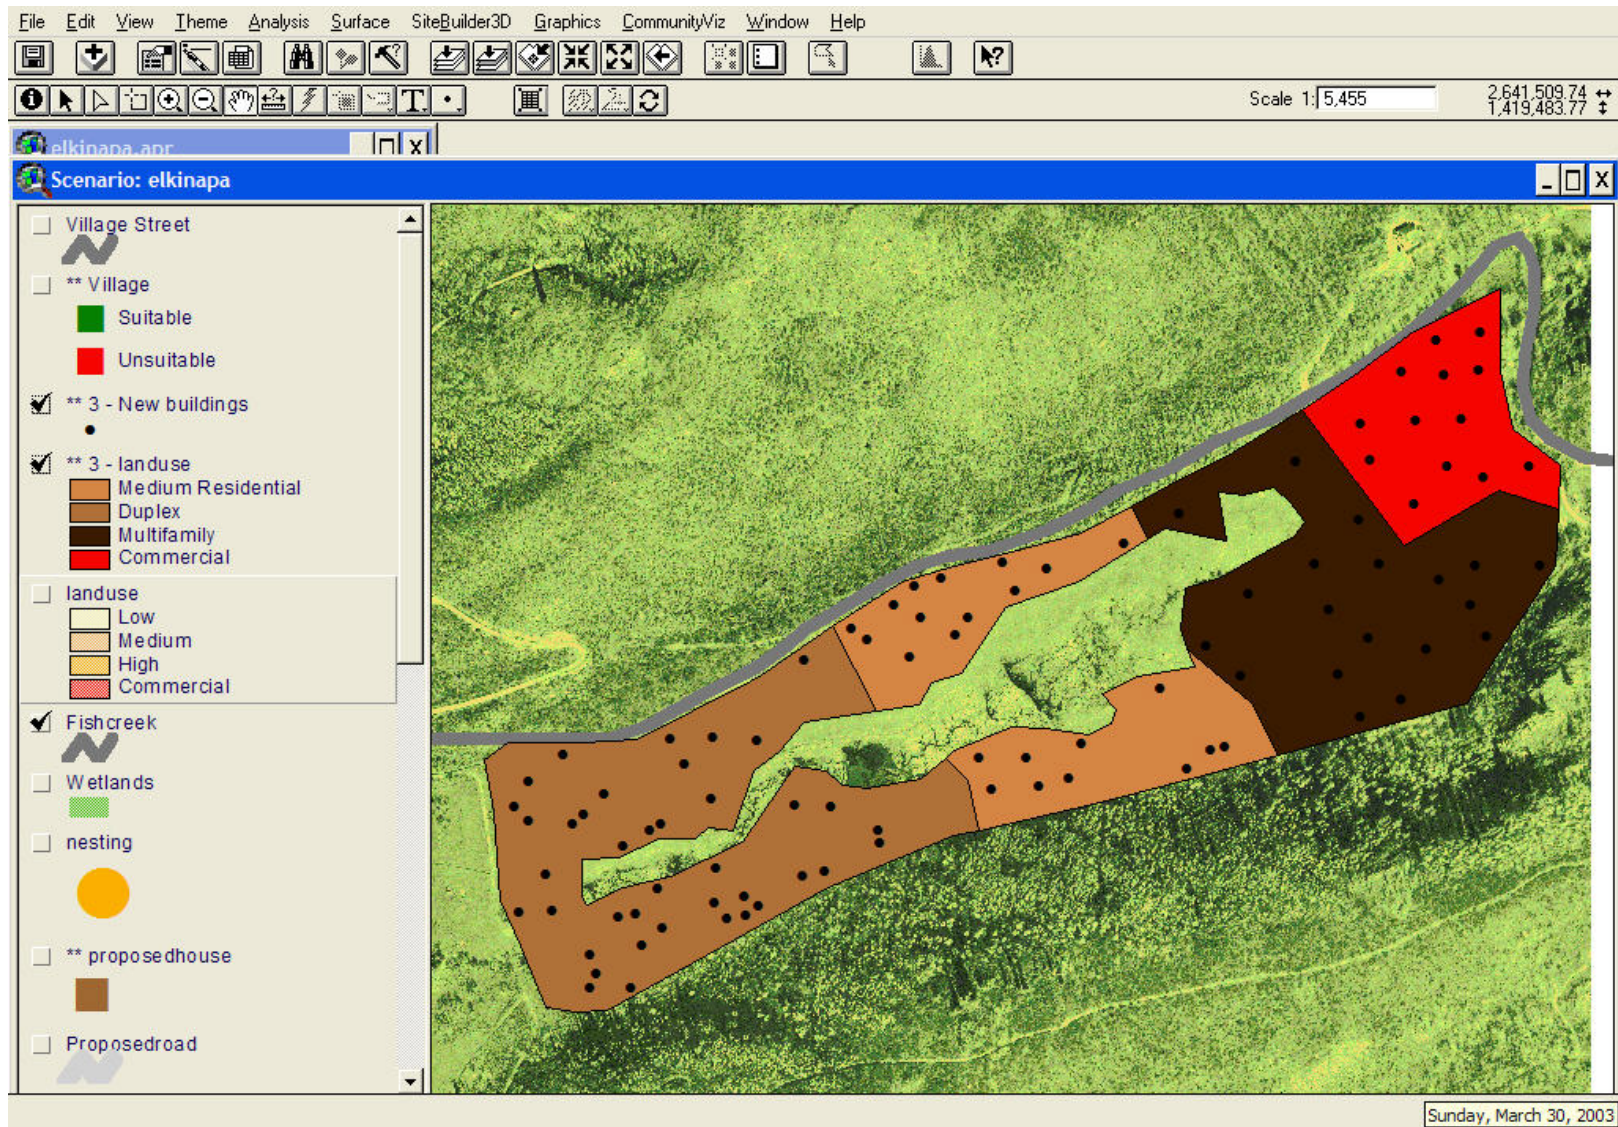 File Edit View Theme Analysis Surface SiteBuilder3D Graphics CommunityViz Window Help
Scale 1: 5,455
2,641,509.74
1,419,483.77
elkinapa.apr
Scenario: elkinapa
Village Street
** Village
Suitable
Unsuitable
** 3 - New buildings
** 3 - landuse
Medium Residential
Duplex
Multifamily
Commercial
landuse
Low
Medium
High
Commercial
Fishcreek
Wetlands
nesting
** proposedhouse
Proposedroad
Sunday, March 30, 2003